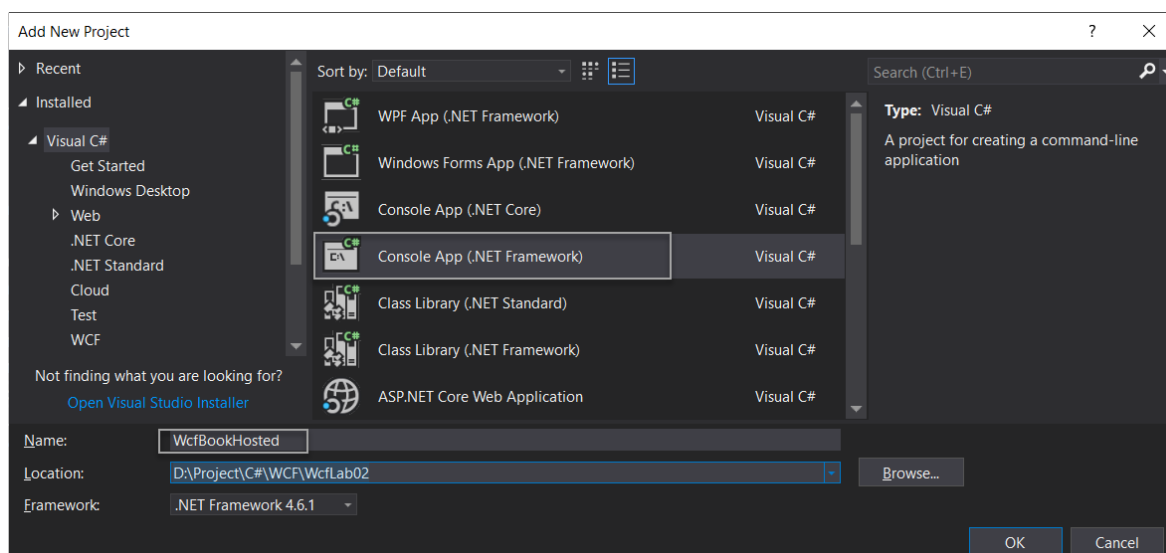 Add New Project
?
Recent
Installed
Visual C#
Get Started
Windows Desktop
Web
.NET Core
.NET Standard
Cloud
Test
WCF
Not finding what you are looking for?
Open Visual Studio Installer
Sort by: Default
Search (Ctrl+E)
C# WPF App (.NET Framework) Visual C#
C# Windows Forms App (.NET Framework) Visual C#
C:\ Console App (.NET Core) Visual C#
C# Console App (.NET Framework) Visual C#
C# Class Library (.NET Standard) Visual C#
C# Class Library (.NET Framework) Visual C#
ASP.NET Core Web Application Visual C#
Type: Visual C#
A project for creating a command-line
application
Name: WcfBookHosted
Location: D:\Project\C#\WCF\WcfLab02
Browse...
Framework: .NET Framework 4.6.1
OK
Cancel